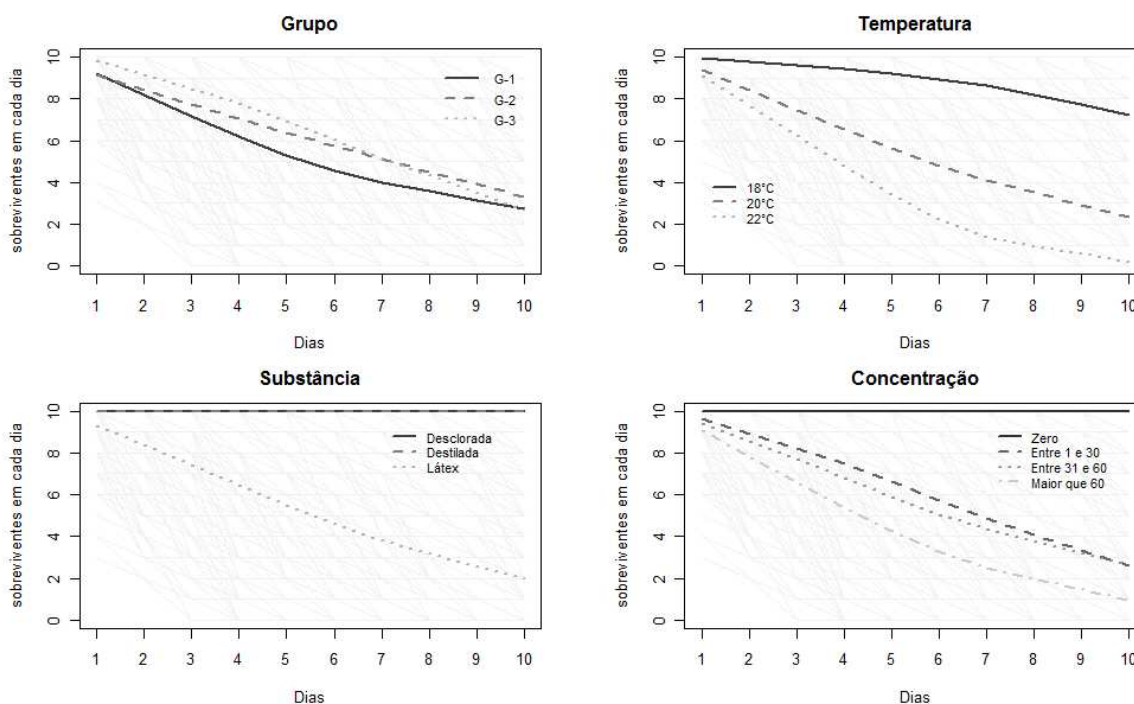 Grupo
sobreviventes em cada dia
0 2 4 6 8 10
G-1
G-2
G-3
1 2 3 4 5 6 7 8 9 10
Dias
Temperatura
sobreviventes em cada dia
0 2 4 6 8 10
18°C
20°C
22°C
1 2 3 4 5 6 7 8 9 10
Dias
Substância
sobreviventes em cada dia
0 2 4 6 8 10
Desclorada
Destilada
Látex
1 2 3 4 5 6 7 8 9 10
Dias
Concentração
sobreviventes em cada dia
0 2 4 6 8 10
Zero
Entre 1 e 30
Entre 31 e 60
Maior que 60
1 2 3 4 5 6 7 8 9 10
Dias